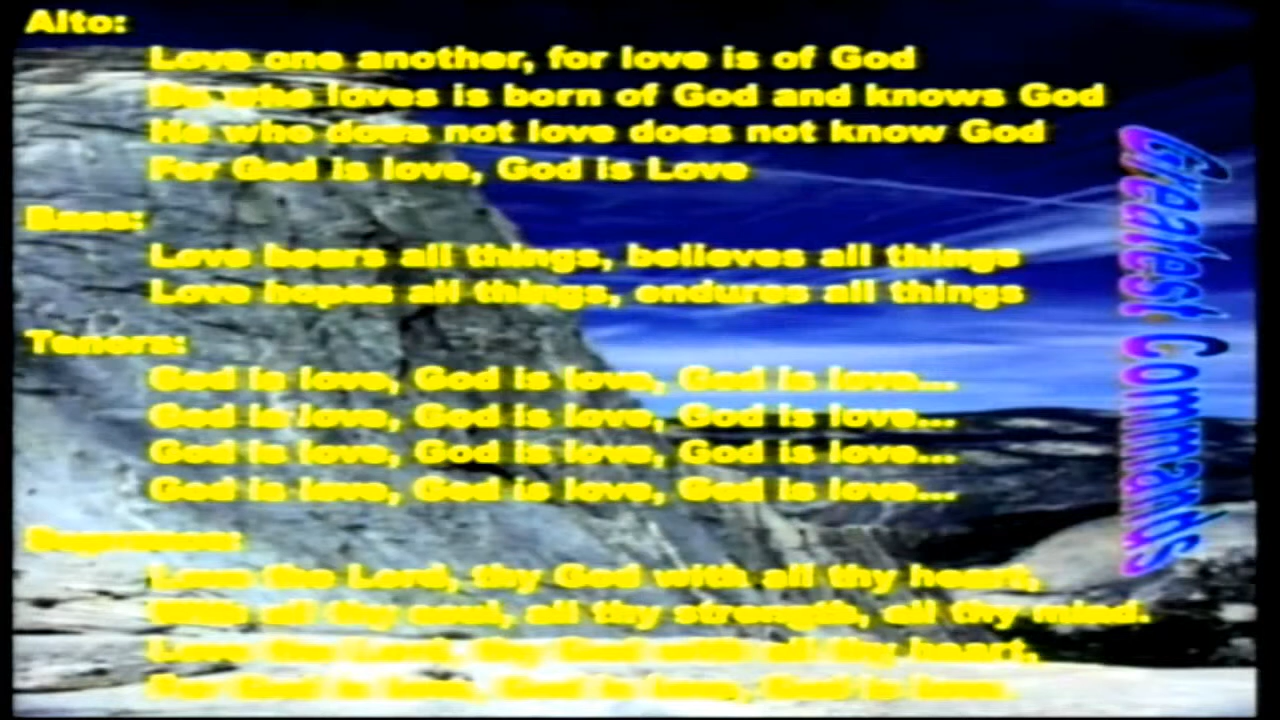 Alto:
Love one another, for love is of God
He who loves is born of God and knows God
He who does not love does not know God
For God is love, God is Love
Bass:
Love bears all things, believes all things
Love hopes all things, endures all things
Tenors:
God is love, God is love, God is love...
God is love, God is love, God is love...
God is love, God is love, God is love...
God is love, God is love, God is love...
Sopranos:
Love the Lord, thy God with all thy heart,
With all thy soul, all thy strength, all thy mind.
Love the Lord, thy God with all thy heart,
For God is love, God is love, God is love.
Greatest Commands